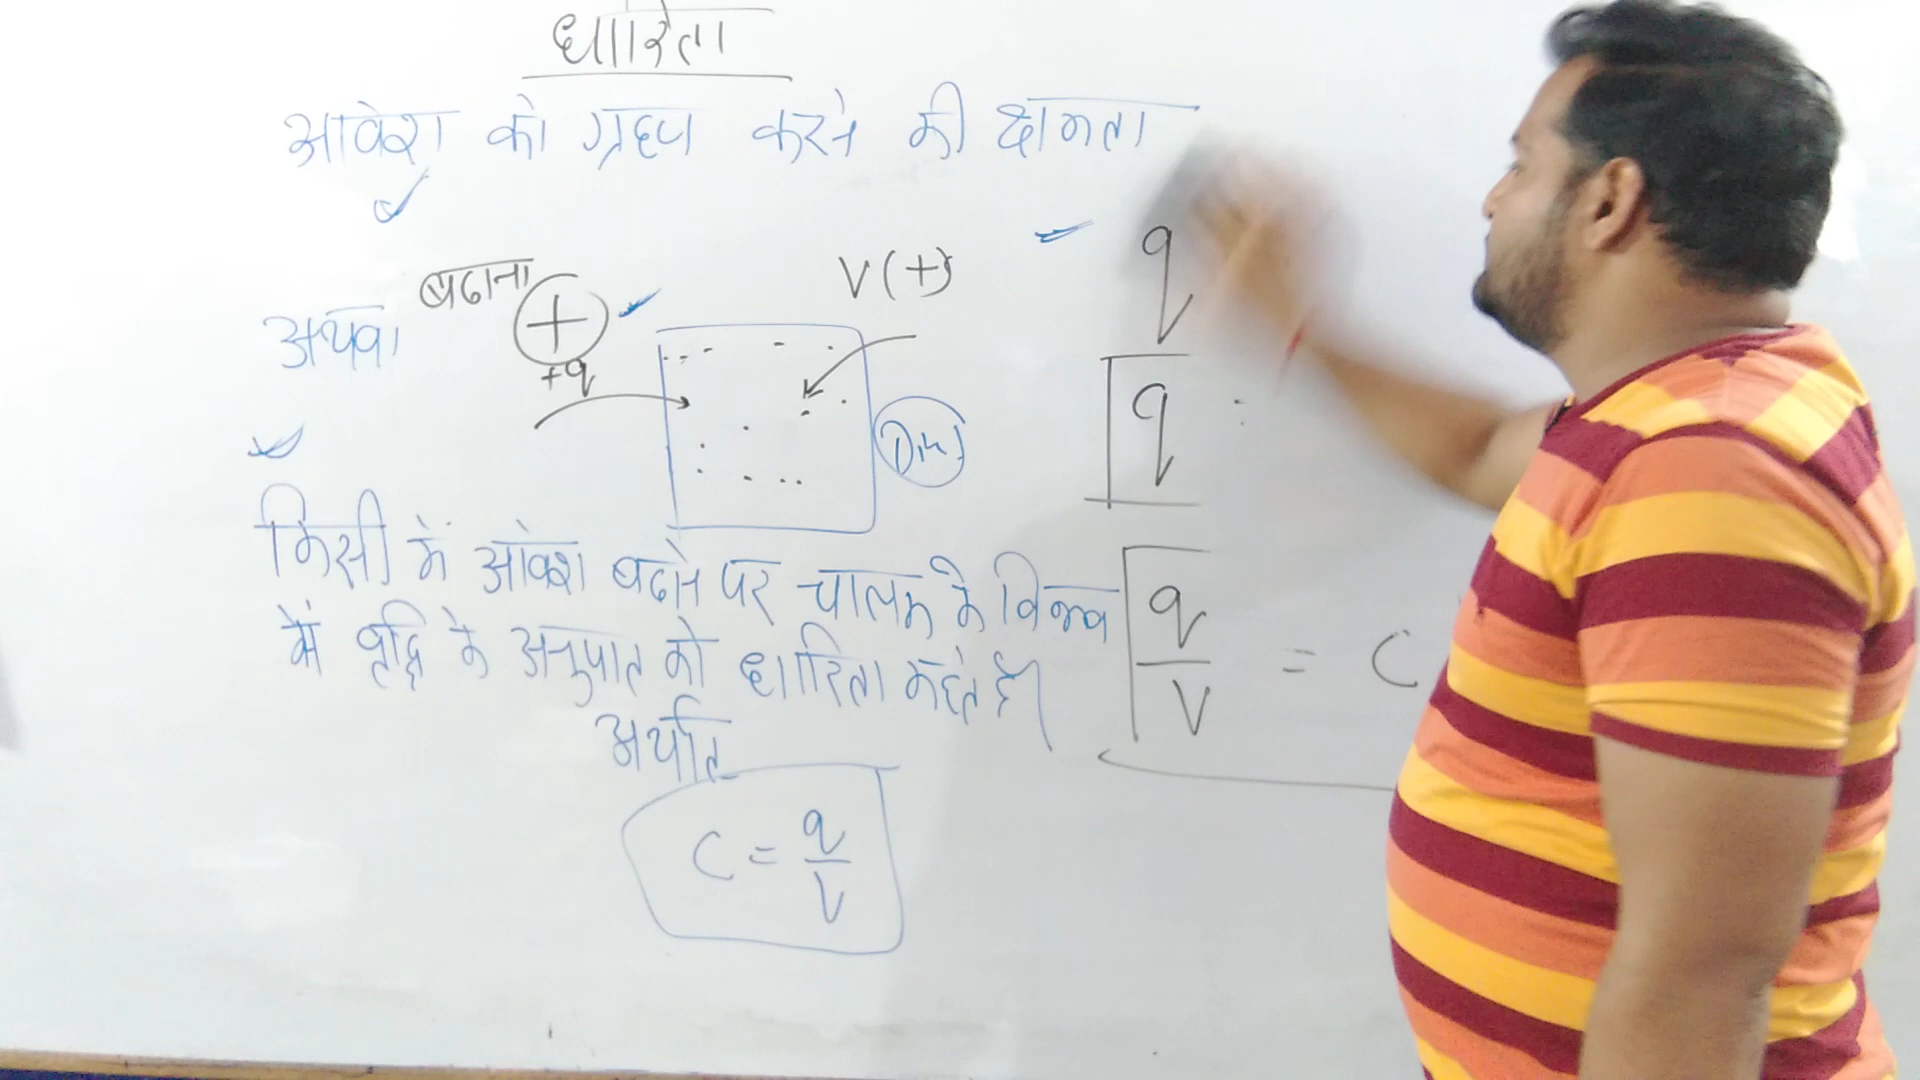 धारिता
आवेश को ग्रहण करने की क्षमता
बढाना + V(+) q
अथवा +q
q :
किसी में आवेश बढाने पर चालक के विभव
में वृद्धि के अनुपात को धारिता कहते हैं।
q/V = C
अर्थात
C = q/V